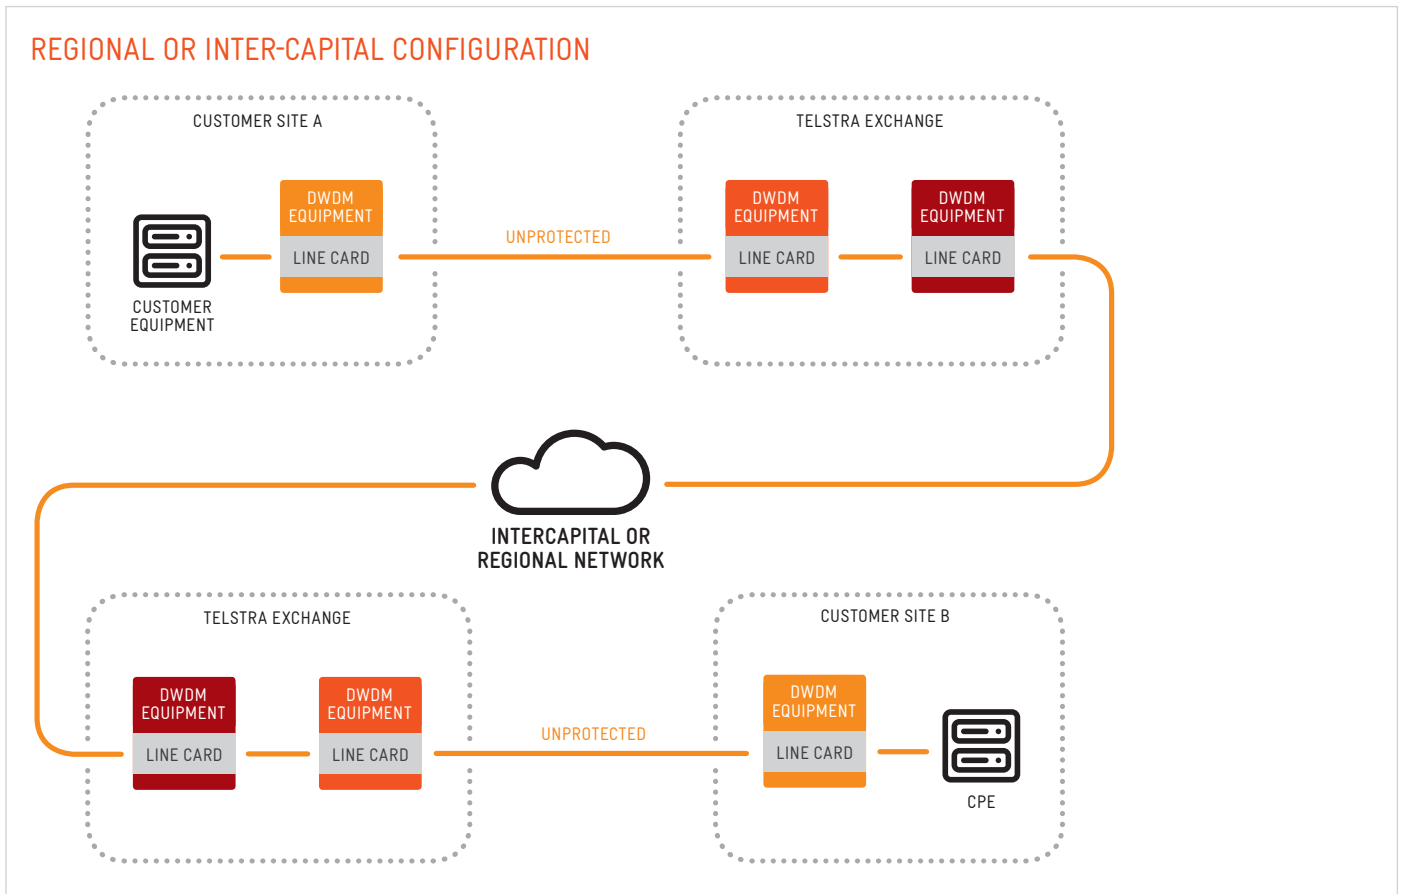 REGIONAL OR INTER-CAPITAL CONFIGURATION
CUSTOMER SITE A
DWDM
EQUIPMENT
LINE CARD
CUSTOMER
EQUIPMENT
UNPROTECTED
TELSTRA EXCHANGE
DWDM
EQUIPMENT
LINE CARD
DWDM
EQUIPMENT
LINE CARD
INTERCAPITAL OR
REGIONAL NETWORK
TELSTRA EXCHANGE
DWDM
EQUIPMENT
LINE CARD
DWDM
EQUIPMENT
LINE CARD
UNPROTECTED
CUSTOMER SITE B
DWDM
EQUIPMENT
LINE CARD
CPE